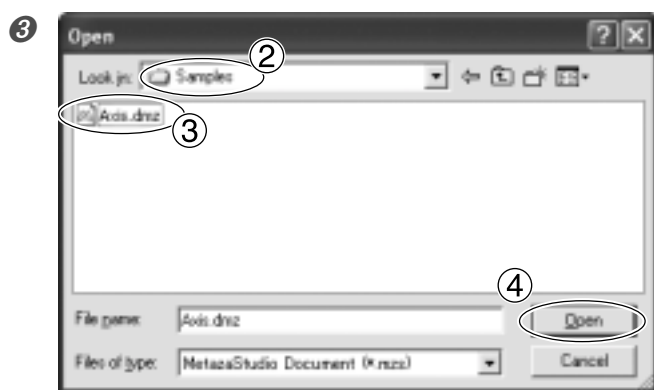 3
Open
Look in: Samples
②
Axis.dmz
③
④
File name: Axis.dmz Open
Files of type: MetazaStudio Document (*.mzs) Cancel